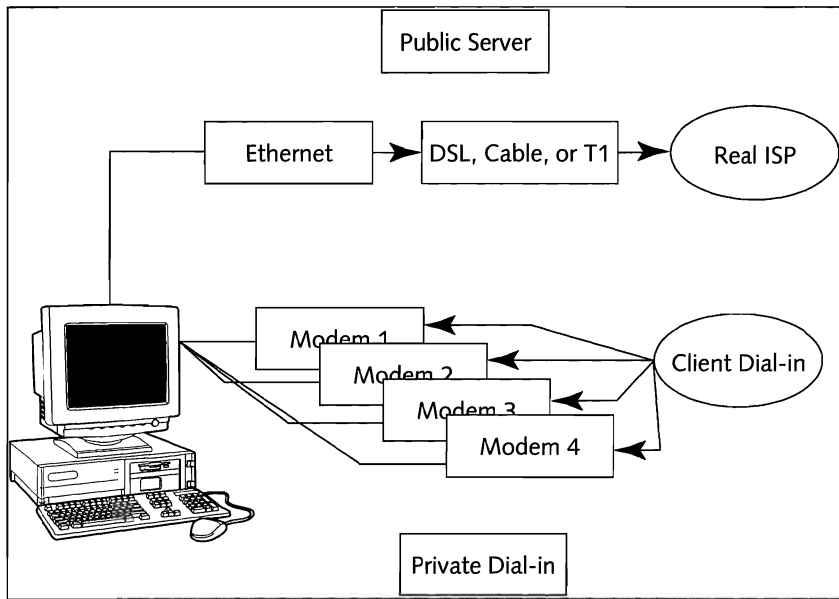 Public Server
Ethernet
DSL, Cable, or T1
Real ISP
Modem 1
Modem 2
Modem 3
Modem 4
Client Dial-in
Private Dial-in